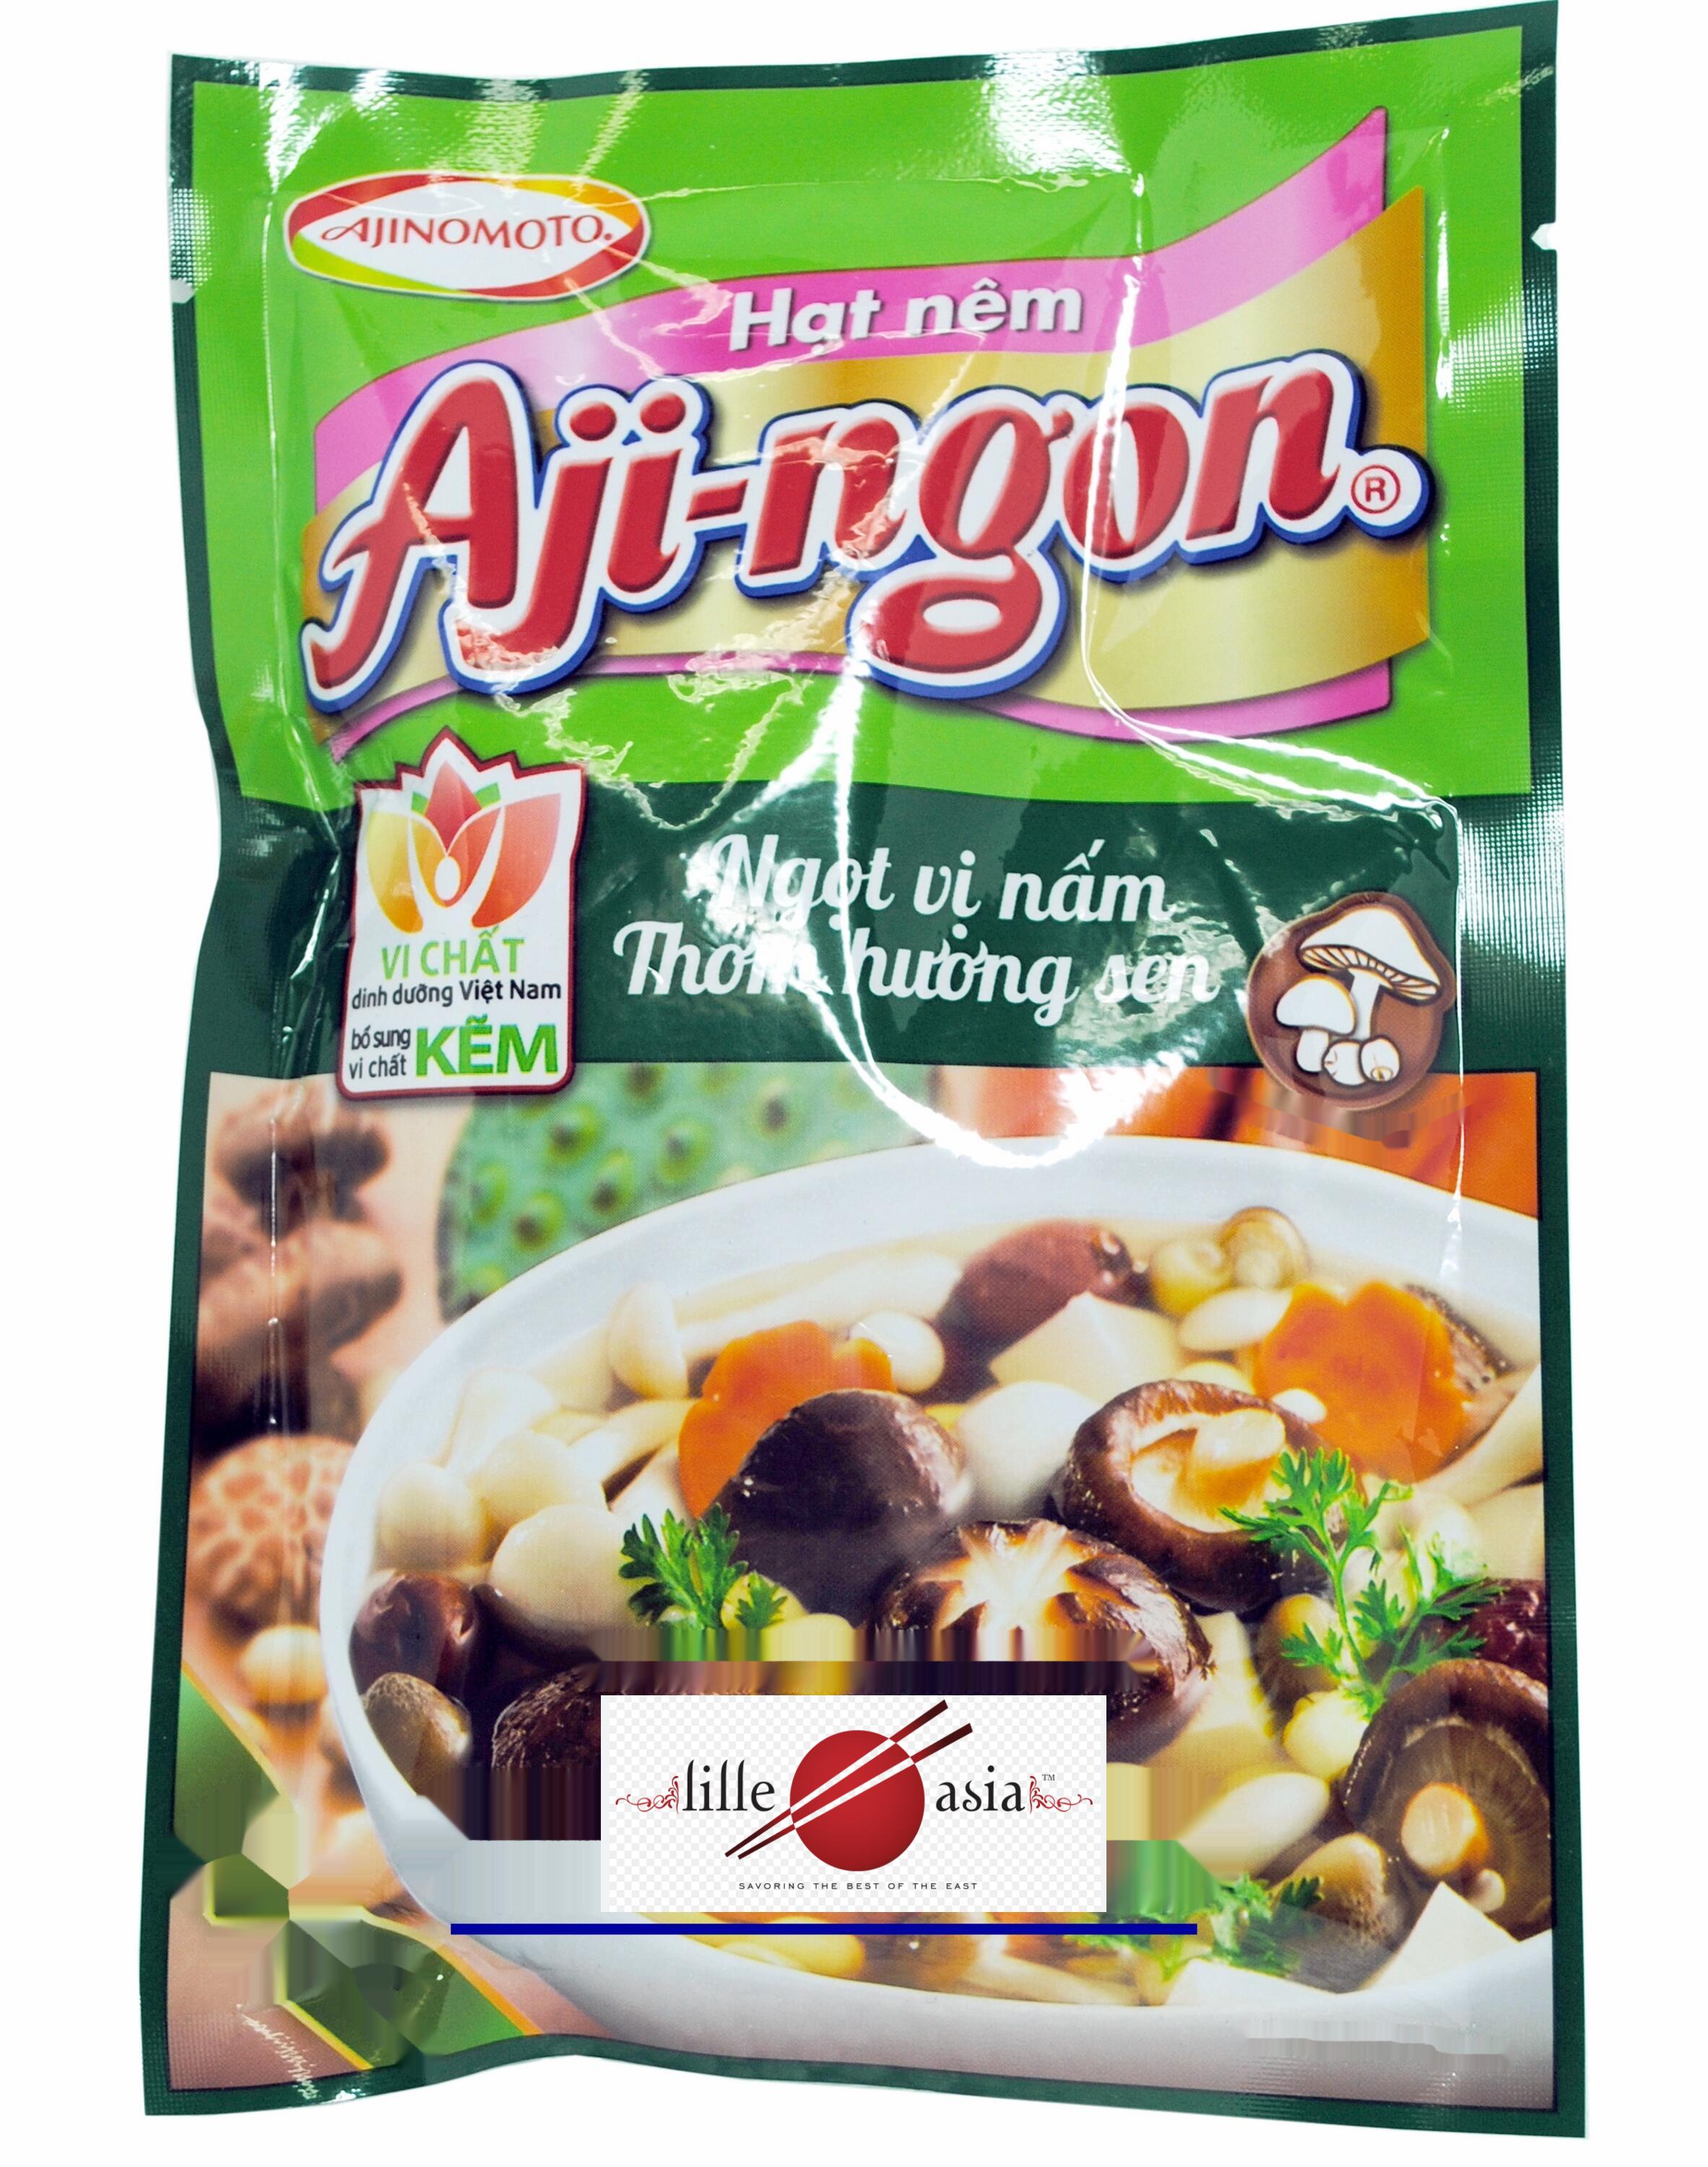 AJINOMOTO®
Hạt nêm
Aji-ngon®
VI CHẤT
dinh dưỡng Việt Nam
bổ sung
vi chất KẼM
Ngọt vị nấm
Thơm hương sen
lille asia™
SAVORING THE BEST OF THE EAST